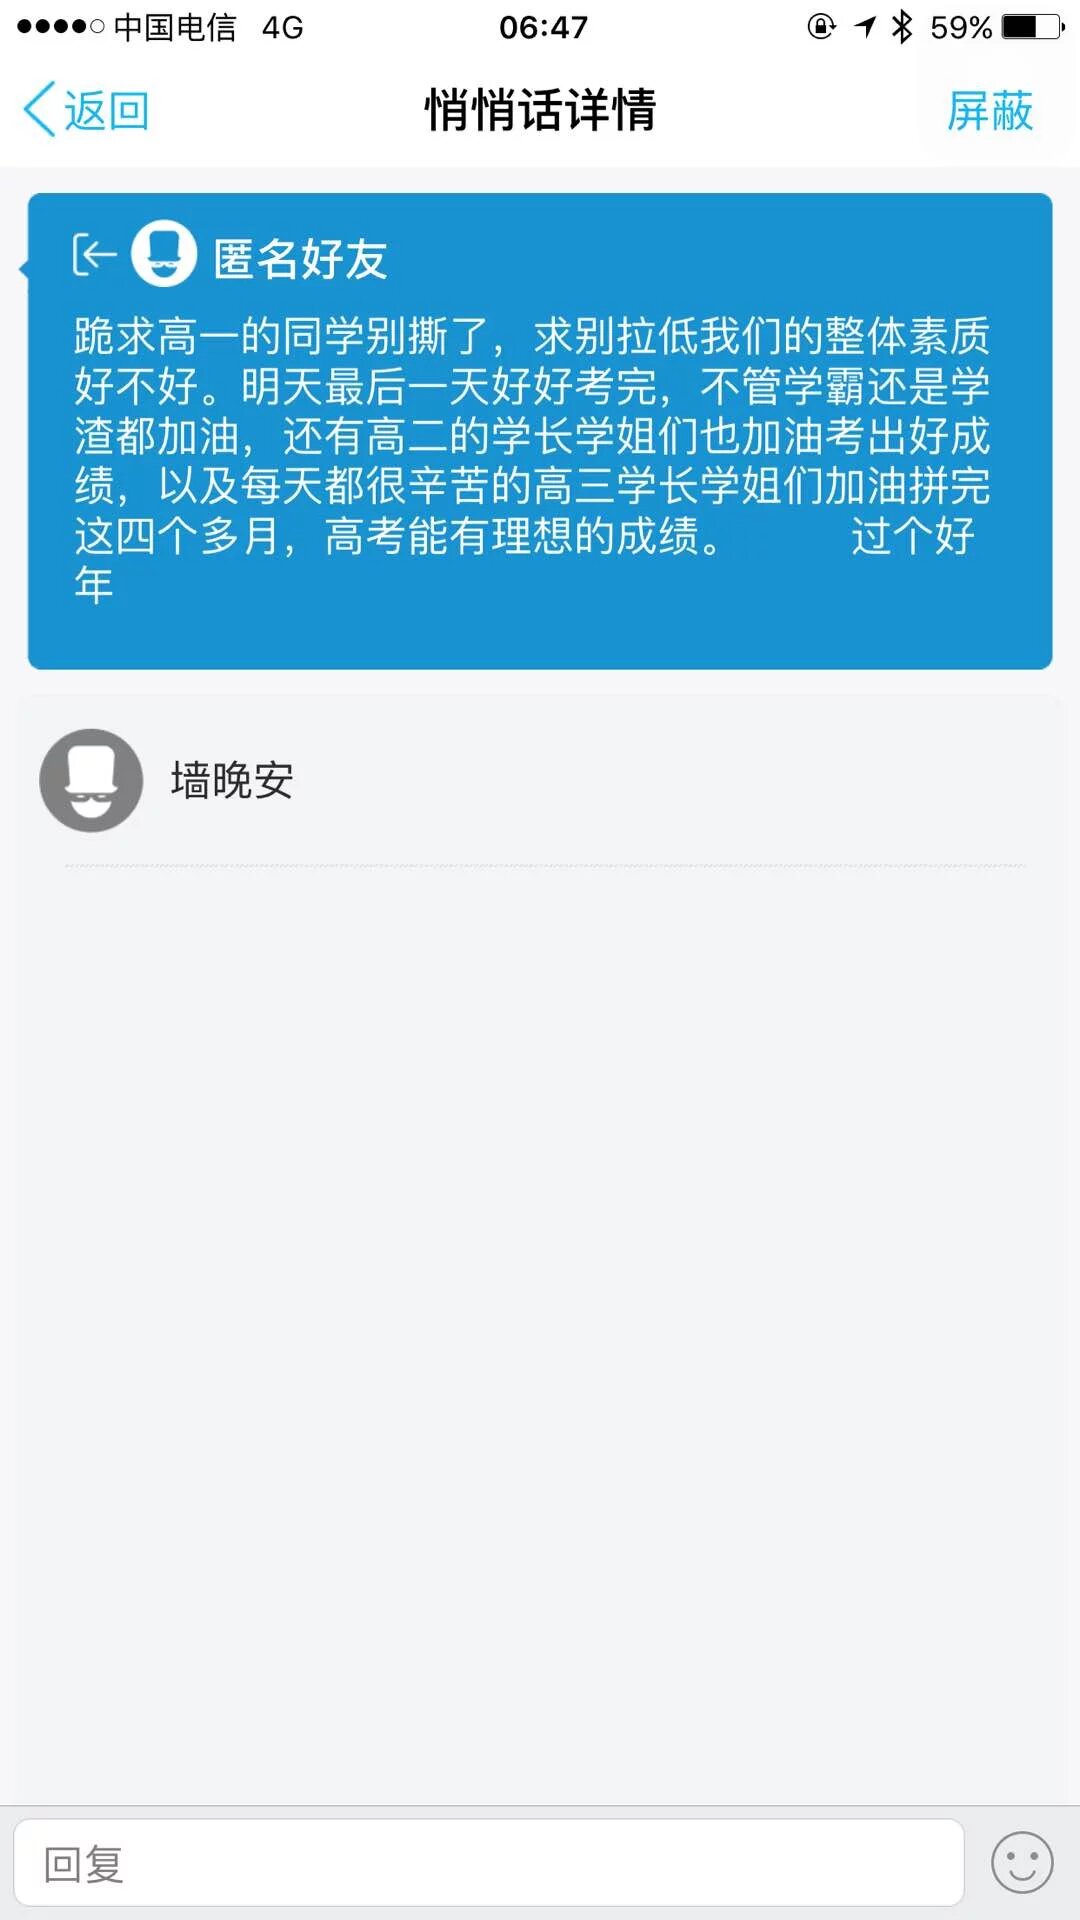 中国电信 4G 06:47 59%
返回 悄悄话详情 屏蔽
匿名好友
跪求高一的同学别撕了，求别拉低我们的整体素质
好不好。明天最后一天好好考完，不管学霸还是学
渣都加油，还有高二的学长学姐们也加油考出好成
绩，以及每天都很辛苦的高三学长学姐们加油拼完
这四个多月，高考能有理想的成绩。 过个好
年
墙晚安
回复